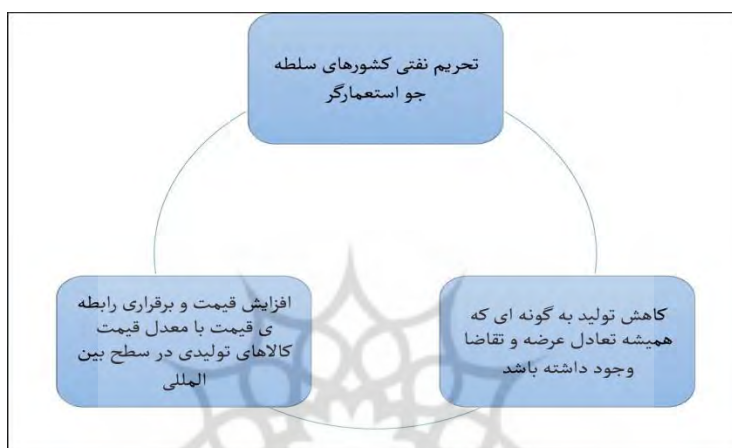 تحریم نفتی کشورهای سلطه
جو استعمارگر
کاهش تولید به گونه ای که
همیشه تعادل عرضه و تقاضا
وجود داشته باشد
افزایش قیمت و برقراری رابطه
ی قیمت با معدل قیمت
کالاهای تولیدی در سطح بین
المللی